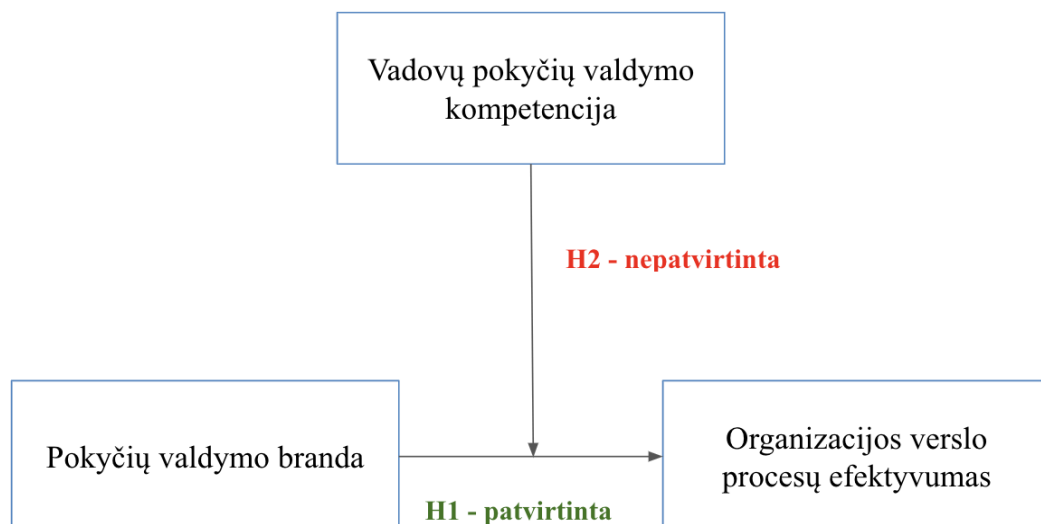 Vadovų pokyčių valdymo
kompetencija
H2 - nepatvirtinta
Pokyčių valdymo branda
Organizacijos verslo
procesų efektyvumas
H1 - patvirtinta